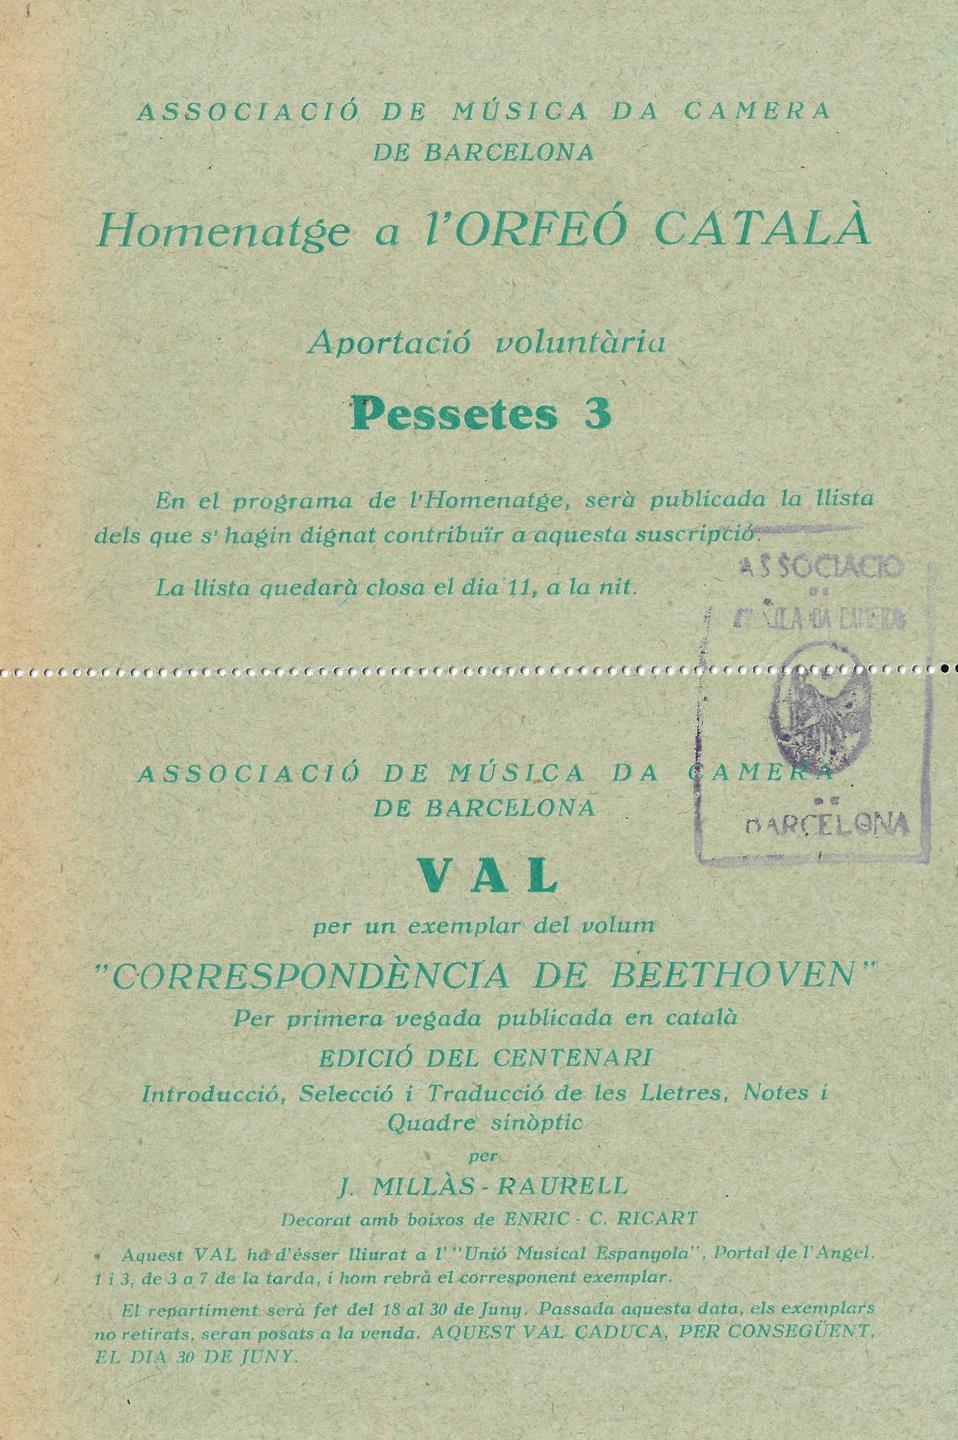 ASSOCIACIÓ DE MÚSICA DA CAMERA
DE BARCELONA
Homenatge a l'ORFEÓ CATALÀ
Aportació voluntària
Pessetes 3
En el programa de l'Homenatge, serà publicada la llista
dels que s'hagin dignat contribuïr a aquesta suscripció.
La llista quedarà closa el dia 11, a la nit.
ASSOCIACIO
DE
DA CAMERA
DE
BARCELONA
ASSOCIACIÓ DE MÚSICA DA CAMERA
DE BARCELONA
VAL
per un exemplar del volum
"CORRESPONDÈNCIA DE BEETHOVEN"
Per primera vegada publicada en català
EDICIÓ DEL CENTENARI
Introducció, Selecció i Traducció de les Lletres, Notes i
Quadre sinòptic
per
J. MILLÀS-RAURELL
Decorat amb boixos de ENRIC-C. RICART
Aquest VAL ha d'ésser lliurat a l' "Unió Musical Espanyola", Portal de l'Angel,
1 i 3, de 3 a 7 de la tarda, i hom rebrà el corresponent exemplar.
El repartiment serà fet del 18 al 30 de Juny. Passada aquesta data, els exemplars
no retirats, seran posats a la venda. AQUEST VAL CADUCA, PER CONSEGÜENT,
EL DIA 30 DE JUNY.